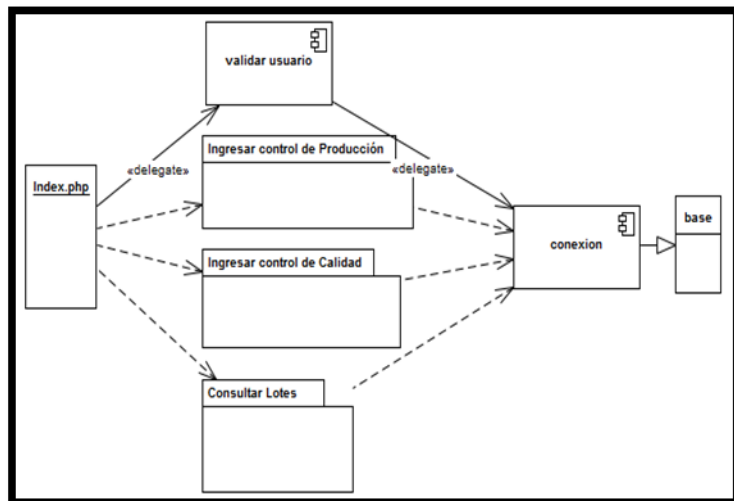 validar usuario
«delegate»
Ingresar control de Producción
«delegate»
Index.php
base
conexion
Ingresar control de Calidad
Consultar Lotes